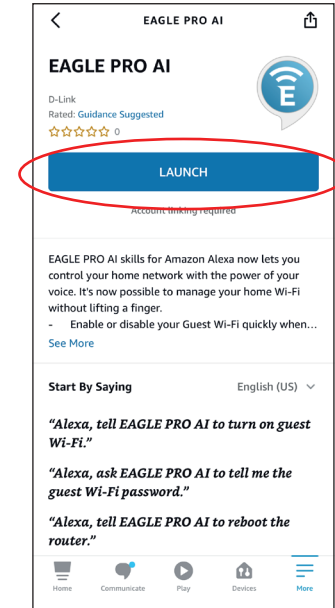 EAGLE PRO AI
EAGLE PRO AI
D-Link
Rated: Guidance Suggested
0
E
LAUNCH
Account linking required
EAGLE PRO AI skills for Amazon Alexa now lets you
control your home network with the power of your
voice. It's now possible to manage your home Wi-Fi
without lifting a finger.
- Enable or disable your Guest Wi-Fi quickly when...
See More
Start By Saying English (US)
“Alexa, tell EAGLE PRO AI to turn on guest
Wi-Fi.”
“Alexa, ask EAGLE PRO AI to tell me the
guest Wi-Fi password.”
“Alexa, tell EAGLE PRO AI to reboot the
router.”
Home Communicate Play Devices More